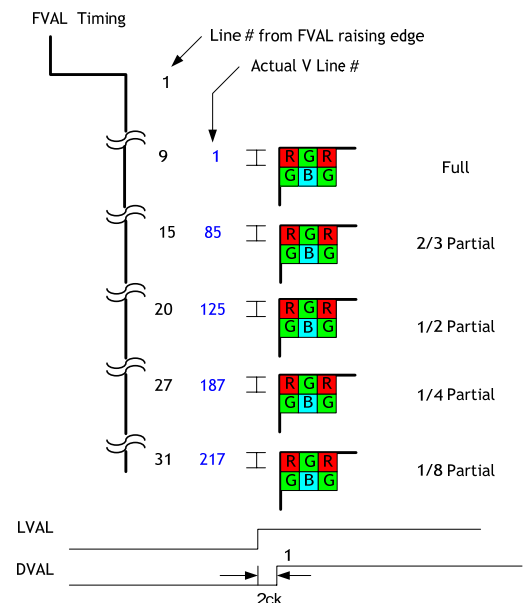 FVAL Timing
Line # from FVAL raising edge
Actual V Line #
1
9 1 R G R Full
G B G
15 85 R G R 2/3 Partial
G B G
20 125 R G R 1/2 Partial
G B G
27 187 R G R 1/4 Partial
G B G
31 217 R G R 1/8 Partial
G B G
LVAL
1
DVAL
2ck